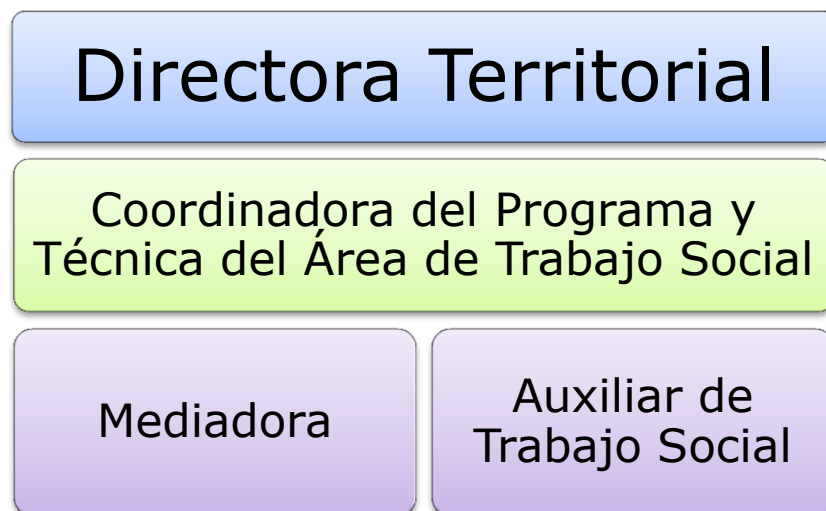 Directora Territorial
Coordinadora del Programa y
Técnica del Área de Trabajo Social
Mediadora
Auxiliar de
Trabajo Social